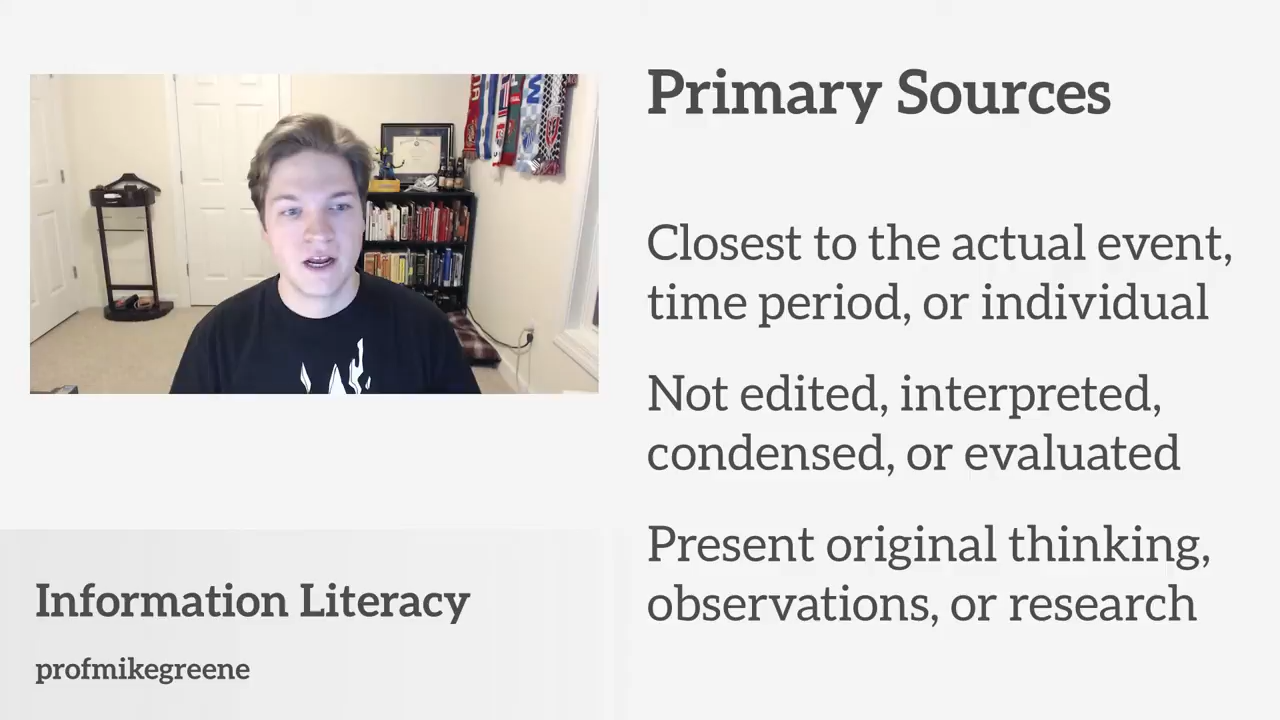 Primary Sources
Closest to the actual event,
time period, or individual
Not edited, interpreted,
condensed, or evaluated
Present original thinking,
observations, or research
Information Literacy
profmikegreene